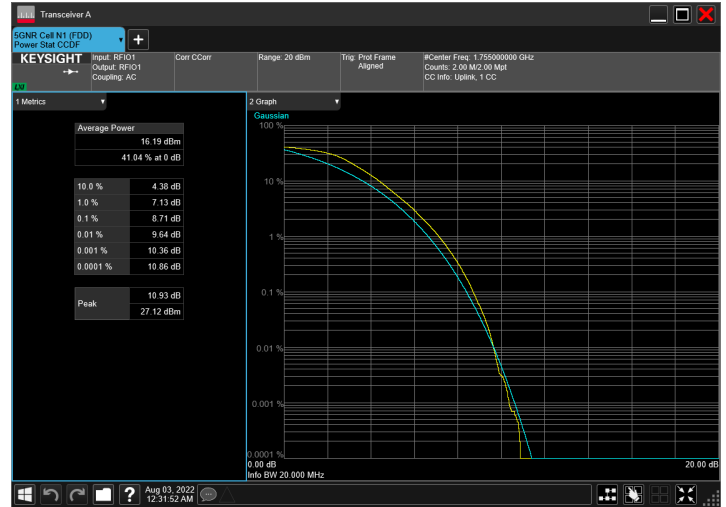 Transceiver A
5GNR Cell N1 (FDD)
Power Stat CCDF
KEYSIGHT
LXI
Input: RFIO1
Output: RFIO1
Coupling: AC
Corr CCorr
Range: 20 dBm
Trig: Prot Frame
Aligned
#Center Freq: 1.755000000 GHz
Counts: 2.00 M/2.00 Mpt
CC Info: Uplink, 1 CC
1 Metrics
Average Power
16.19 dBm
41.04 % at 0 dB
10.0 % 4.38 dB
1.0 % 7.13 dB
0.1 % 8.71 dB
0.01 % 9.64 dB
0.001 % 10.36 dB
0.0001 % 10.86 dB
Peak
10.93 dB
27.12 dBm
2 Graph
Gaussian
100 %
10 %
1 %
0.1 %
0.01 %
0.001 %
0.0001 %
0.00 dB
20.00 dB
Info BW 20.000 MHz
?
Aug 03, 2022
12:31:52 AM